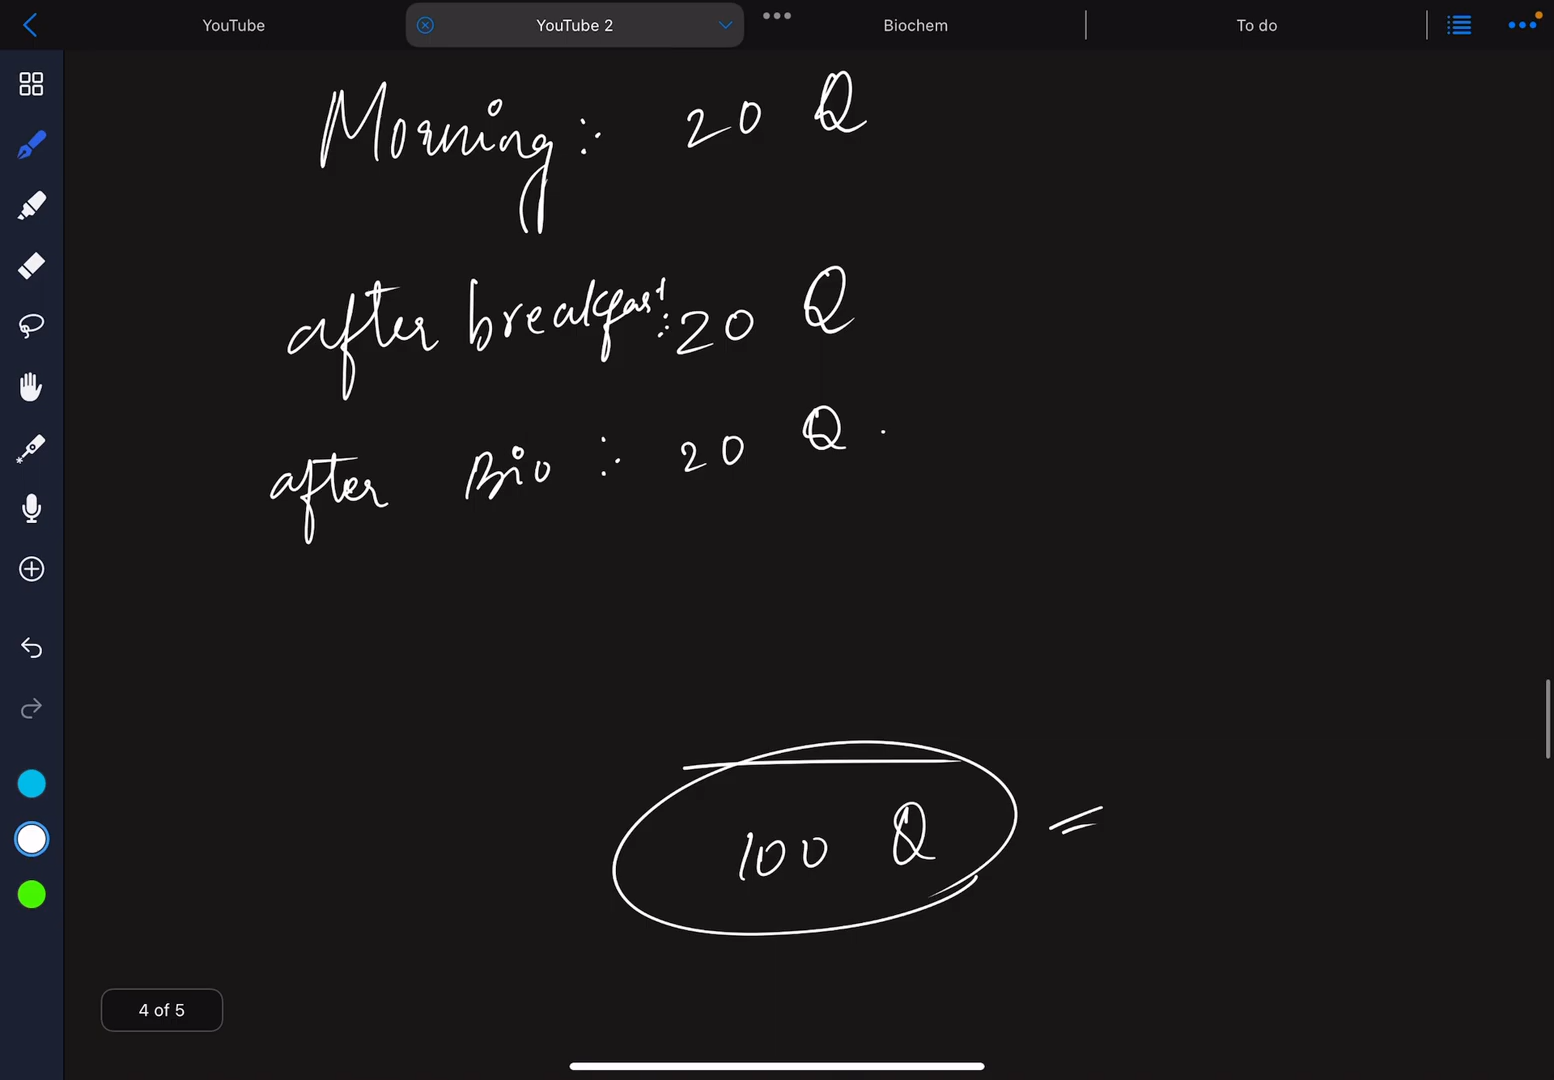 YouTube
YouTube 2
Biochem
To do
Morning : 20 Q
after breakfast : 20 Q
after Bio : 20 Q .
100 Q =
4 of 5